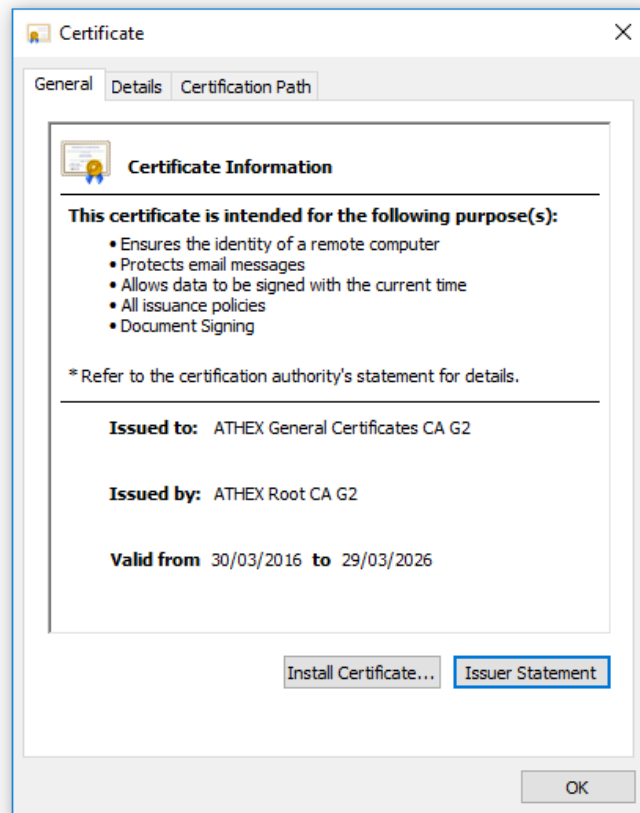 Certificate
General Details Certification Path
Certificate Information
This certificate is intended for the following purpose(s):
• Ensures the identity of a remote computer
• Protects email messages
• Allows data to be signed with the current time
• All issuance policies
• Document Signing
* Refer to the certification authority's statement for details.
Issued to: ATHEX General Certificates CA G2
Issued by: ATHEX Root CA G2
Valid from 30/03/2016 to 29/03/2026
Install Certificate... Issuer Statement
OK